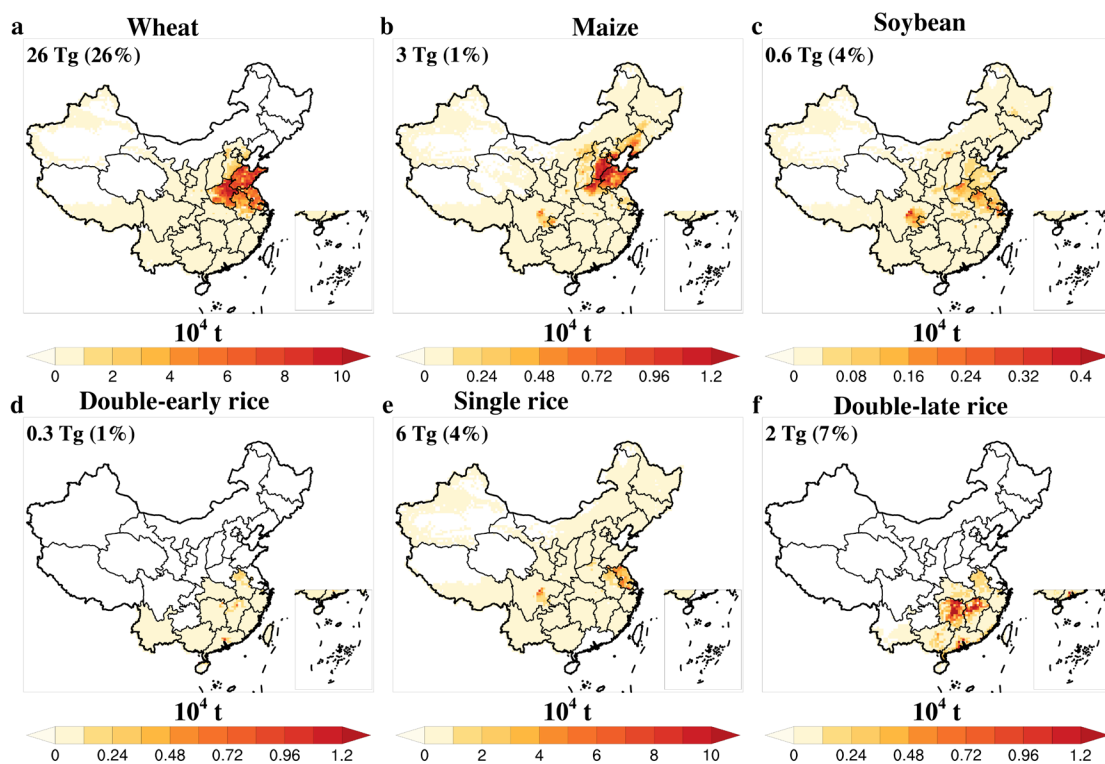 a Wheat
26 Tg (26%)
10⁴ t
0 2 4 6 8 10
b Maize
3 Tg (1%)
10⁴ t
0 0.24 0.48 0.72 0.96 1.2
c Soybean
0.6 Tg (4%)
10⁴ t
0 0.08 0.16 0.24 0.32 0.4
d Double-early rice
0.3 Tg (1%)
10⁴ t
0 0.24 0.48 0.72 0.96 1.2
e Single rice
6 Tg (4%)
10⁴ t
0 2 4 6 8 10
f Double-late rice
2 Tg (7%)
10⁴ t
0 0.24 0.48 0.72 0.96 1.2